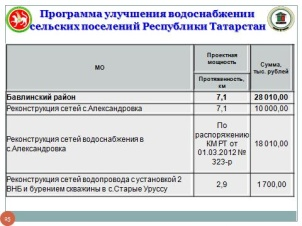 Программа улучшения водоснабжении
сельских поселений Республики Татарстан
МО
Проектная
мощность
Протяженность,
км
Сумма,
тыс. рублей
Бавлинский район 7,1 28 010,00
Реконструкция сетей с.Александровка 7,1 10 000,00
Реконструкция сетей водоснабжения в
с.Александровка
По
распоряжению
КМ РТ от
01.03.2012 №
323-р
18 010,00
Реконструкция сетей водопровода с установкой 2
ВНБ и бурением скважины в с.Старые Уруссу
2,9 1 700,00
25